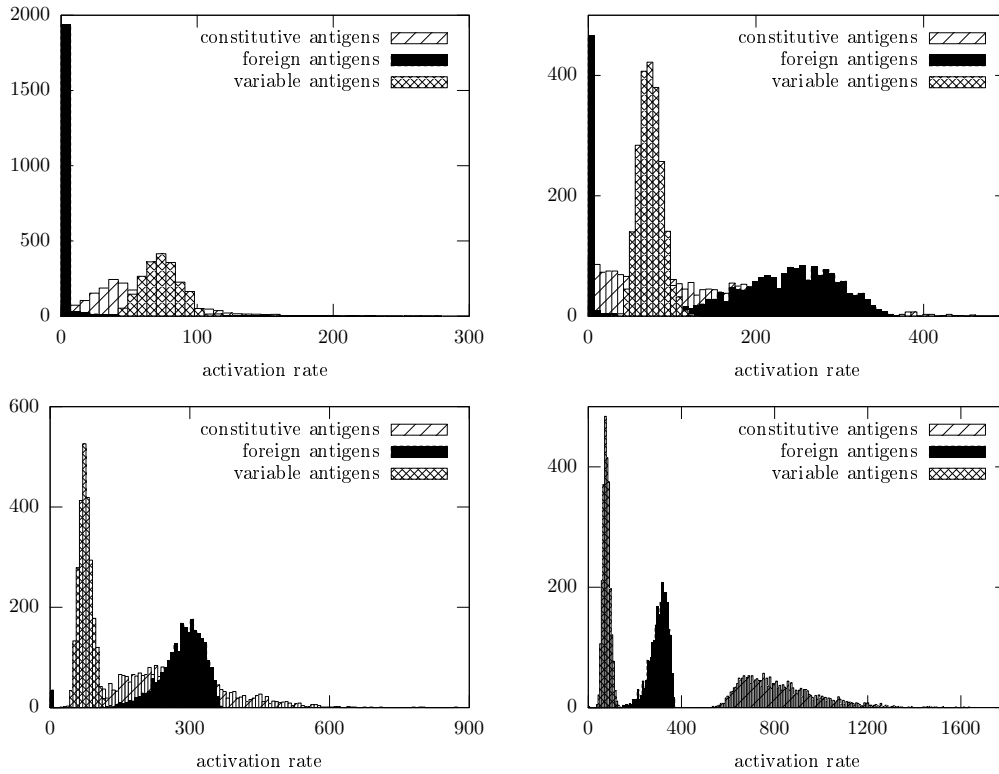 2000
1500
1000
500
0
0 100 200 300
activation rate
constitutive antigens
foreign antigens
variable antigens
400
200
0
0 200 400
activation rate
constitutive antigens
foreign antigens
variable antigens
600
400
200
0
0 300 600 900
activation rate
constitutive antigens
foreign antigens
variable antigens
400
200
0
0 400 800 1200 1600
activation rate
constitutive antigens
foreign antigens
variable antigens